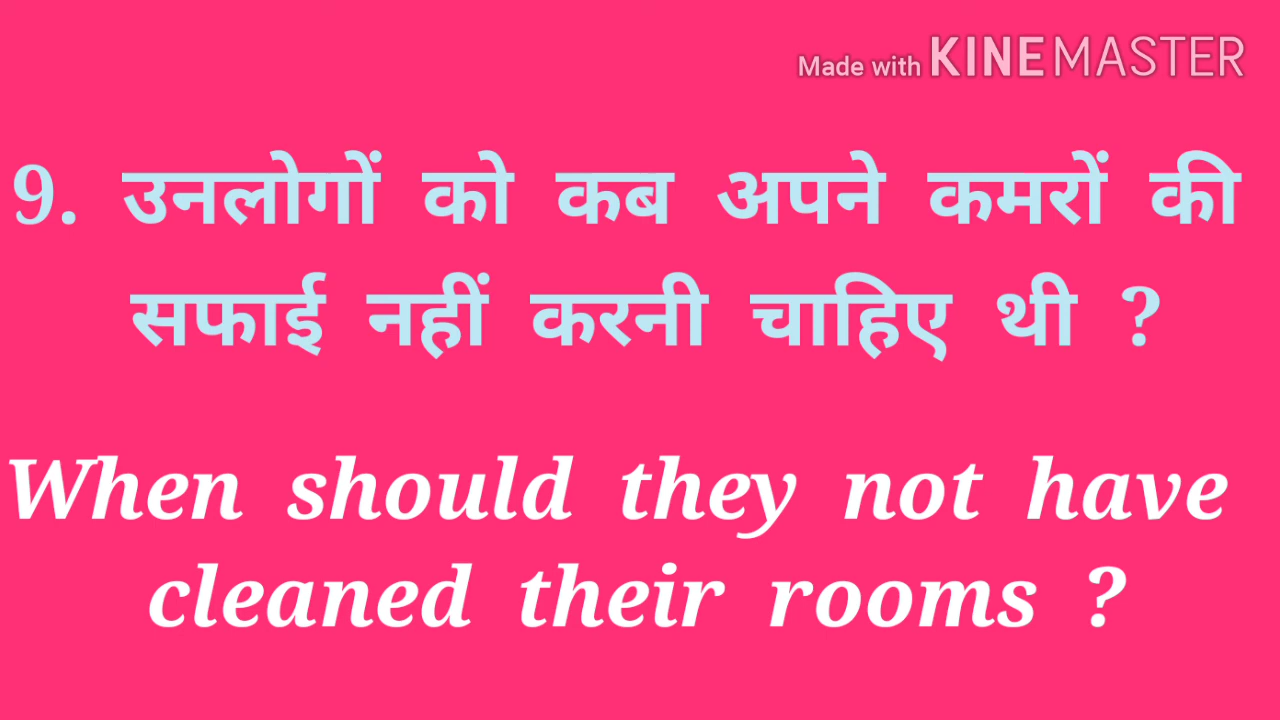 Made with KINEMASTER
9. उनलोगों को कब अपने कमरों की
सफाई नहीं करनी चाहिए थी ?
When should they not have
cleaned their rooms ?